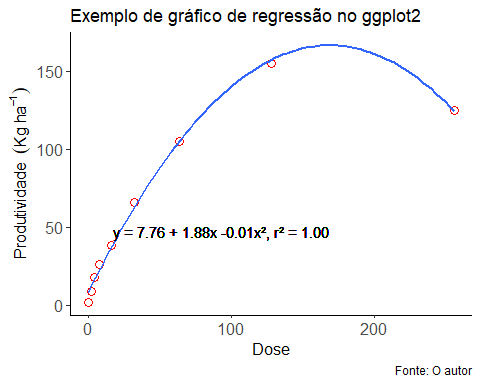 Exemplo de gráfico de regressão no ggplot2
Produtividade (Kg ha⁻¹)
150
100
50
0
y = 7.76 + 1.88x -0.01x², r² = 1.00
0 100 200
Dose
Fonte: O autor